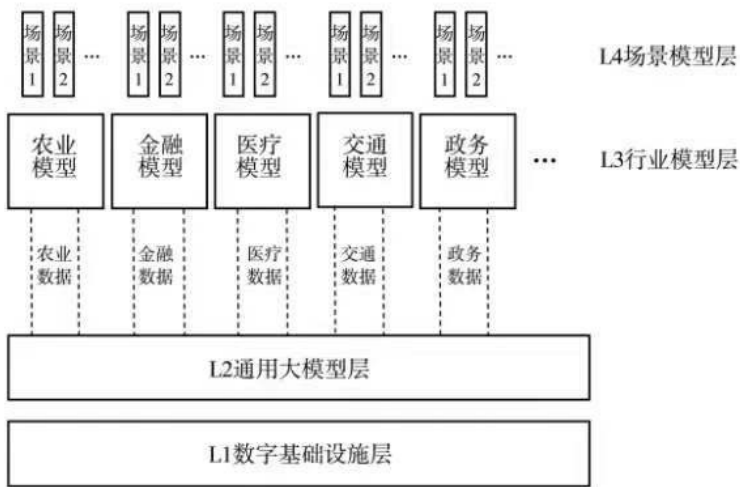 场景1 场景2 … 场景1 场景2 … 场景1 场景2 … 场景1 场景2 … 场景1 场景2 … L4场景模型层
农业 金融 医疗 交通 政务
模型 模型 模型 模型 模型 … L3行业模型层
农业 金融 医疗 交通 政务
数据 数据 数据 数据 数据
L2通用大模型层
L1数字基础设施层